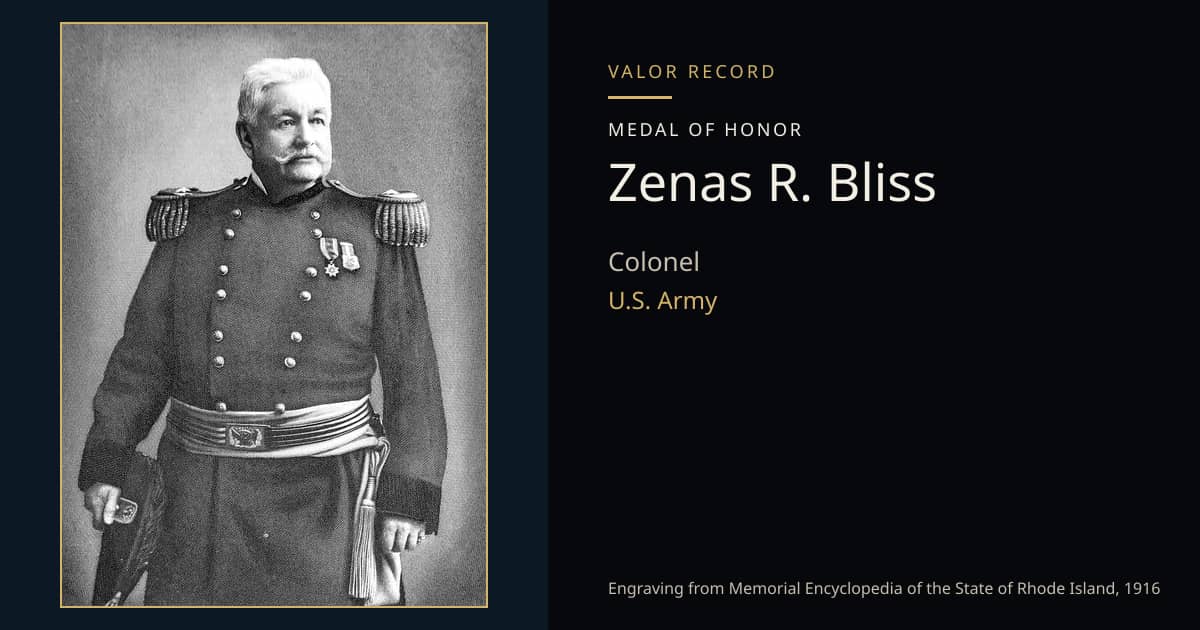 VALOR RECORD
MEDAL OF HONOR
Zenas R. Bliss
Colonel
U.S. Army
Engraving from Memorial Encyclopedia of the State of Rhode Island, 1916